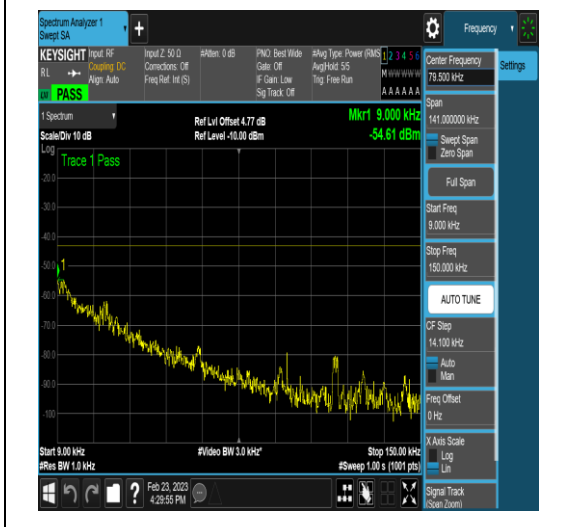 Spectrum Analyzer 1
Swept SA
+
Frequency
KEYSIGHT
Input: RF
Input Z: 50 Ω
#Atten: 0 dB
PNO: Best Wide
#Avg Type: Power (RMS
1 2 3 4 5 6
RL
Coupling: DC
Corrections: Off
Gate: Off
Avg|Hold: 5/5
M W W W W W
Align: Auto
Freq Ref: Int (S)
IF Gain: Low
Trig: Free Run
Sig Track: Off
A A A A A A
PASS
1 Spectrum
Ref Lvl Offset 4.77 dB
Mkr1 9.000 kHz
Scale/Div 10 dB
Ref Level -10.00 dBm
-54.61 dBm
Log
Trace 1 Pass
-20.0
-30.0
-40.0
-50.0
1
-60.0
-70.0
-80.0
-90.0
-100
Start 9.00 kHz
#Video BW 3.0 kHz*
Stop 150.00 kHz
#Res BW 1.0 kHz
#Sweep 1.00 s (1001 pts)
?
Feb 23, 2023
4:29:55 PM
Center Frequency
79.500 kHz
Settings
Span
141.000000 kHz
Swept Span
Zero Span
Full Span
Start Freq
9.000 kHz
Stop Freq
150.000 kHz
AUTO TUNE
CF Step
14.100 kHz
Auto
Man
Freq Offset
0 Hz
X Axis Scale
Log
Lin
Signal Track
(Span Zoom)